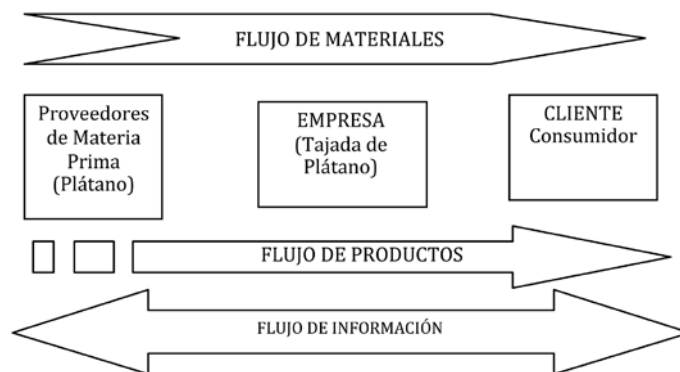 FLUJO DE MATERIALES
Proveedores
de Materia
Prima
(Plátano)
EMPRESA
(Tajada de
Plátano)
CLIENTE
Consumidor
FLUJO DE PRODUCTOS
FLUJO DE INFORMACIÓN